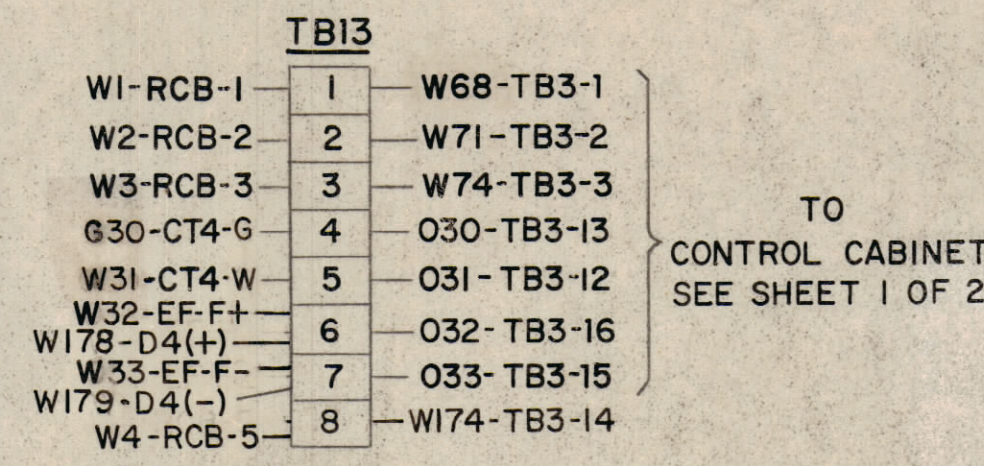 TB13
W1-RCB-1 1 W68-TB3-1
W2-RCB-2 2 W71-TB3-2
W3-RCB-3 3 W74-TB3-3
G30-CT4-G 4 O30-TB3-13
W31-CT4-W 5 O31-TB3-12
W32-EF-F+
W178-D4(+) 6 O32-TB3-16
W33-EF-F- 7 O33-TB3-15
W179-D4(-)
W4-RCB-5 8 W174-TB3-14
TO
CONTROL CABINET
SEE SHEET 1 OF 2